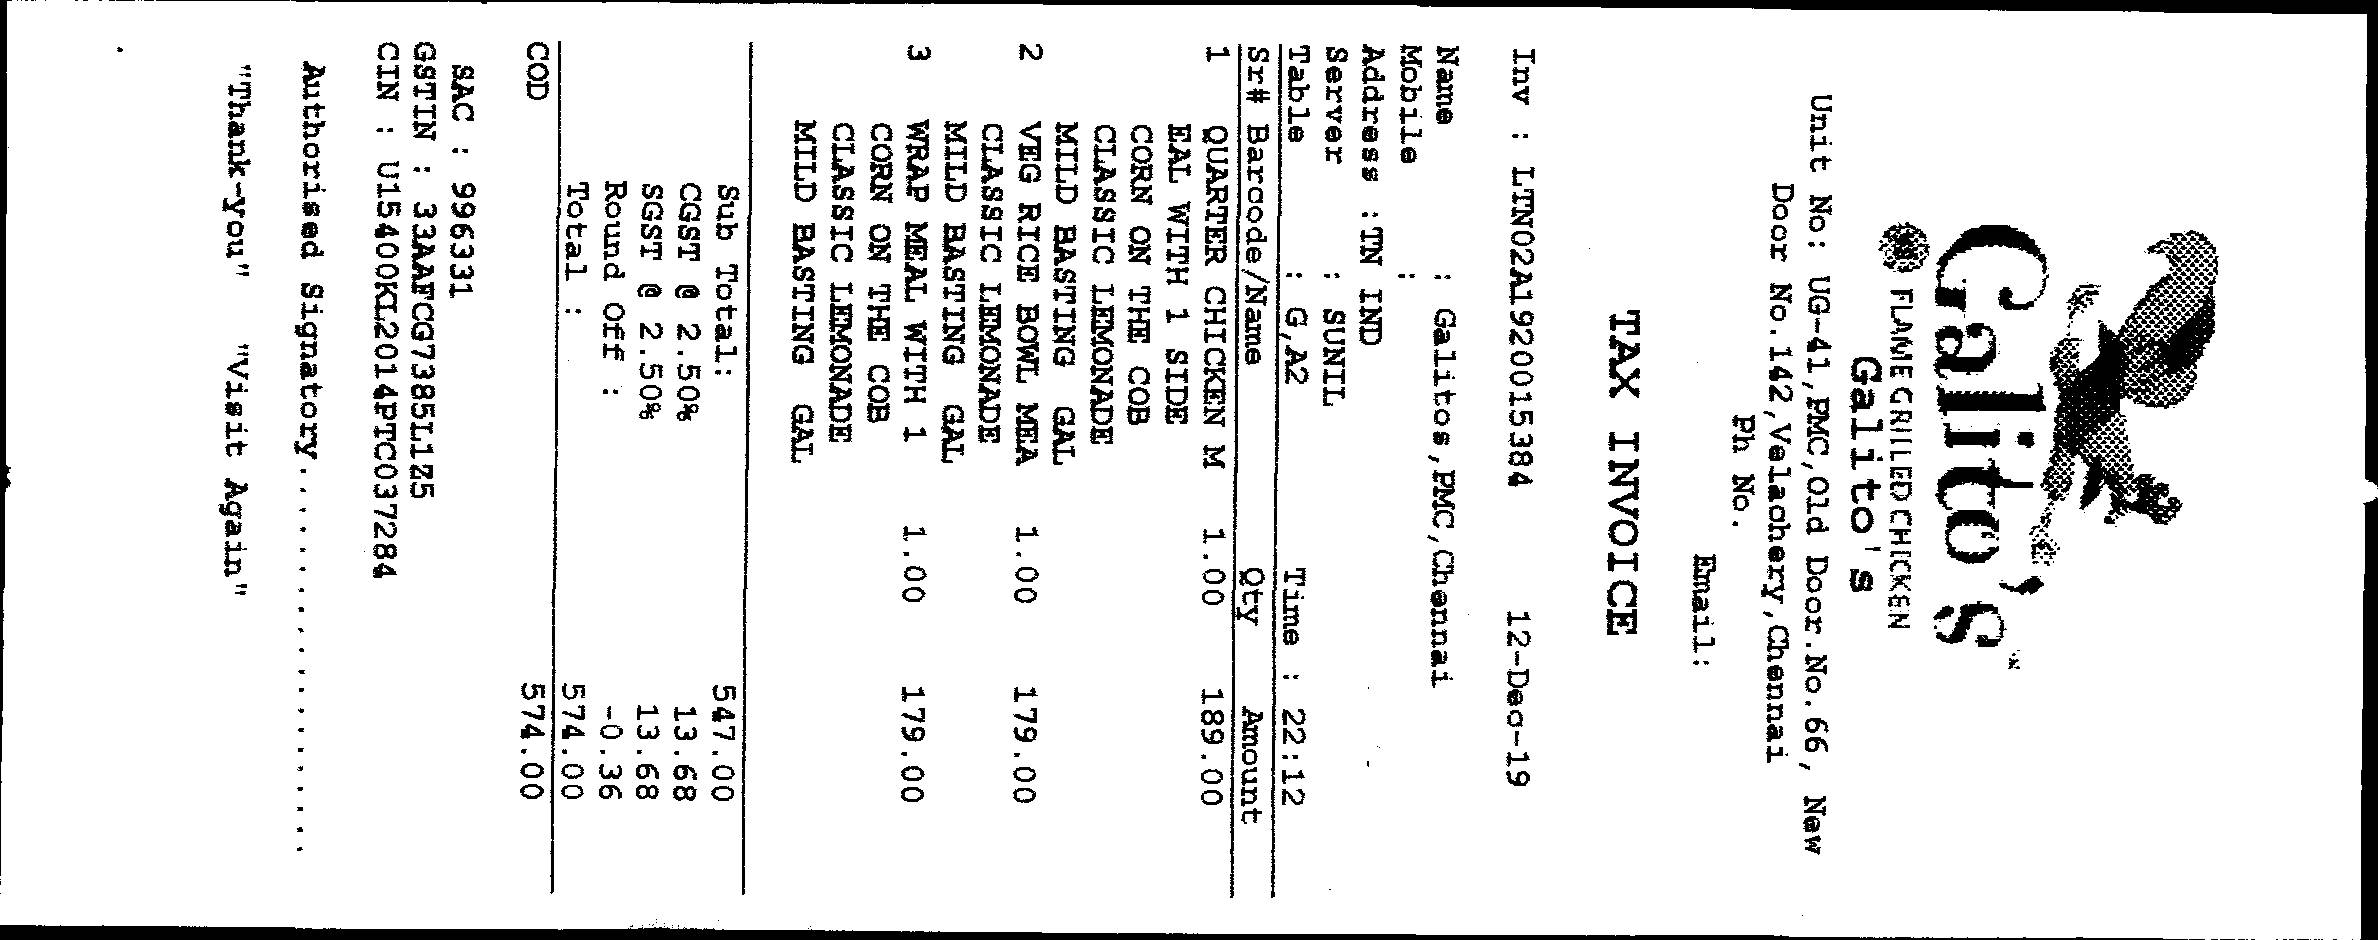 Galito's
FLAME GRILLED CHICKEN
Galito's
Unit No: UG-41,PMC,Old Door.No.66, New
Door No.142,Velachery,Chennai
Ph No.
Email:
TAX INVOICE
Inv : LTN02A1920015384 12-Dec-19
Name : Galitos,PMC,Chennai
Mobile :
Address :TN IND
Server : SUNIL
Table : G,A2 Time : 22:12
Sr# Barcode/Name Qty Amount
1 QUARTER CHICKEN M 1.00 189.00
EAL WITH 1 SIDE
CORN ON THE COB
CLASSIC LEMONADE
MILD BASTING GAL
2 VEG RICE BOWL MEA 1.00 179.00
CLASSIC LEMONADE
MILD BASTING GAL
3 WRAP MEAL WITH 1 1.00 179.00
CORN ON THE COB
CLASSIC LEMONADE
MILD BASTING GAL
Sub Total: 547.00
CGST @ 2.50% 13.68
SGST @ 2.50% 13.68
Round Off : -0.36
Total : 574.00
COD 574.00
SAC : 996331
GSTIN : 33AAFCG7385L1Z5
CIN : U15400KL2014PTC037284
Authorised Signatory...................
"Thank-you" "Visit Again"